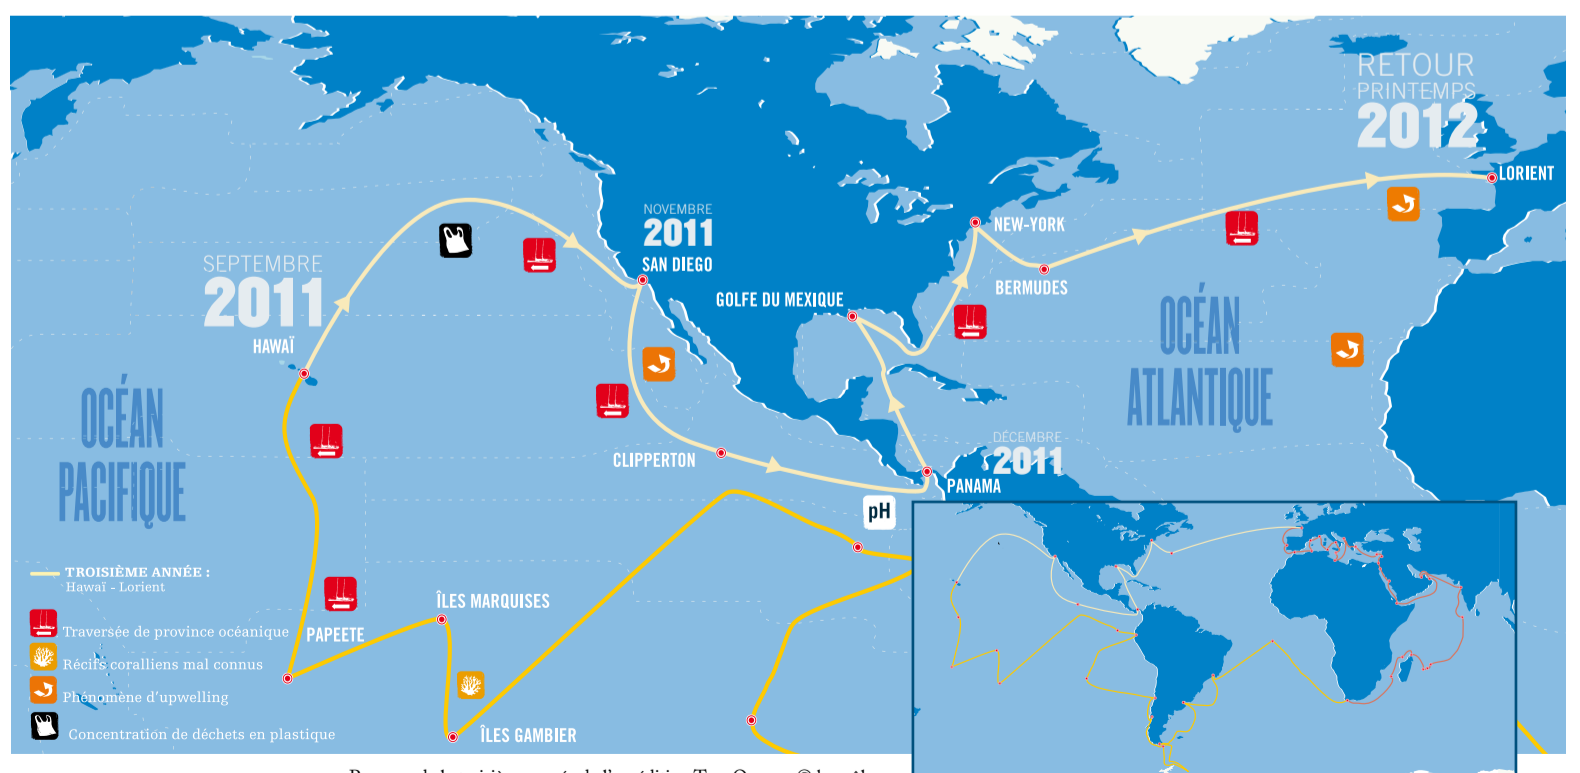 RETOUR
PRINTEMPS
2012
LORIENT
NOVEMBRE
2011
SAN DIEGO
NEW-YORK
SEPTEMBRE
2011
HAWAÏ
GOLFE DU MEXIQUE
BERMUDES
OCÉAN
ATLANTIQUE
OCÉAN
PACIFIQUE
CLIPPERTON
DÉCEMBRE
2011
PANAMA
pH
TROISIÈME ANNÉE :
Hawaï - Lorient
Traversée de province océanique
Récifs coralliens mal connus
Phénomène d'upwelling
Concentration de déchets en plastique
PAPEETE
ÎLES MARQUISES
ÎLES GAMBIER